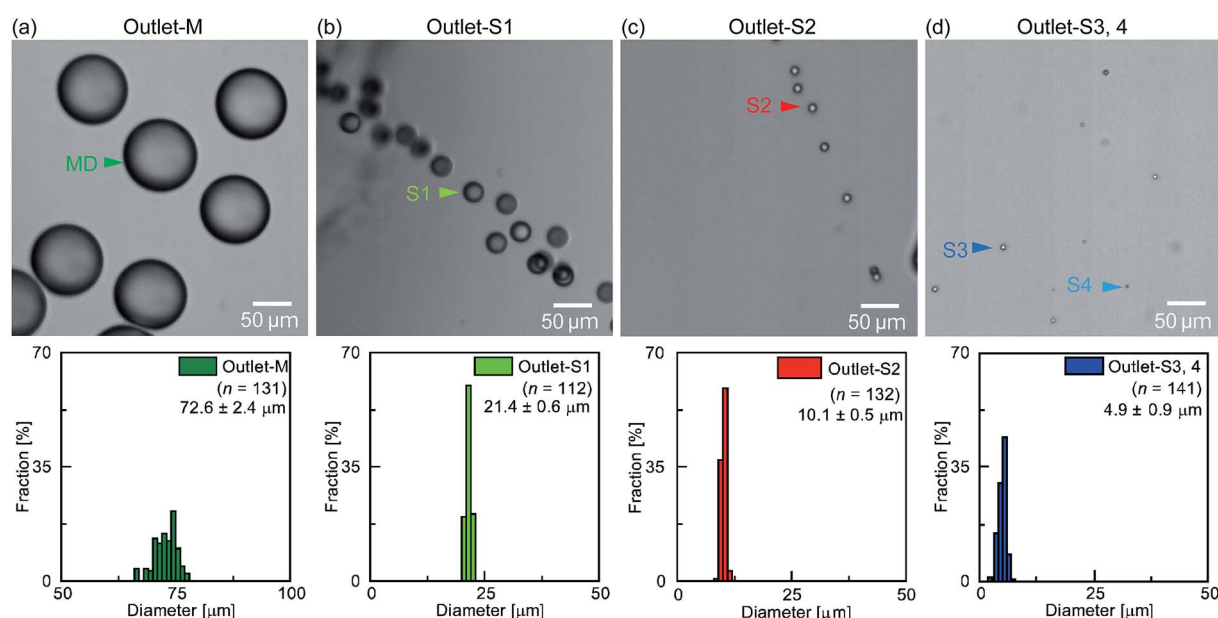 (a) Outlet-M
(b) Outlet-S1
(c) Outlet-S2
(d) Outlet-S3, 4
MD
50 μm
S1
50 μm
S2
50 μm
S3
S4
50 μm
70
35
0
Fraction [%]
Outlet-M
(n = 131)
72.6 ± 2.4 μm
50 75 100
Diameter [μm]
70
35
0
Fraction [%]
Outlet-S1
(n = 112)
21.4 ± 0.6 μm
0 25 50
Diameter [μm]
70
35
0
Fraction [%]
Outlet-S2
(n = 132)
10.1 ± 0.5 μm
0 25 50
Diameter [μm]
70
35
0
Fraction [%]
Outlet-S3, 4
(n = 141)
4.9 ± 0.9 μm
0 25 50
Diameter [μm]